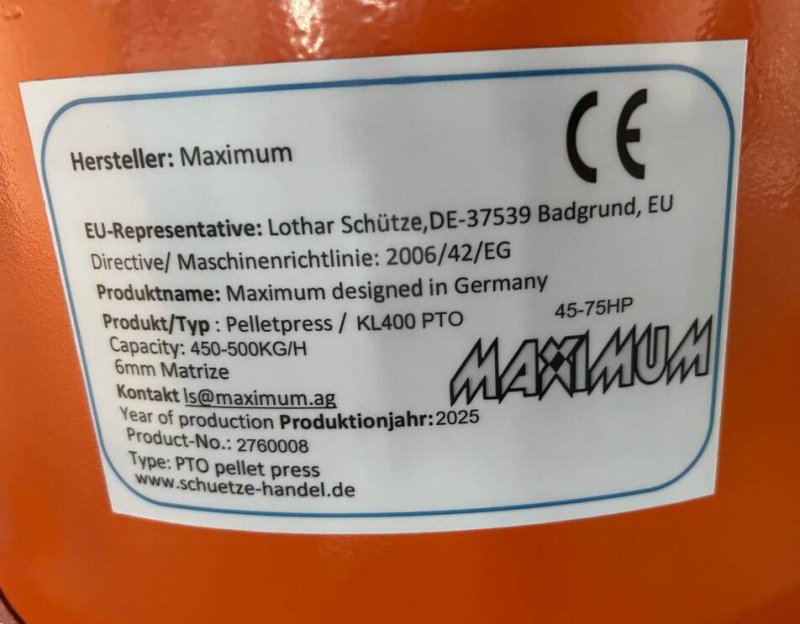 CE
Hersteller: Maximum
EU-Representative: Lothar Schütze,DE-37539 Badgrund, EU
Directive/ Maschinenrichtlinie: 2006/42/EG
Produktname: Maximum designed in Germany
Produkt/Typ : Pelletpress / KL400 PTO 45-75HP
Capacity: 450-500KG/H
MAXIMUM
6mm Matrize
Kontakt ls@maximum.ag
Year of production Produktionjahr:2025
Product-No.: 2760008
Type: PTO pellet press
www.schuetze-handel.de